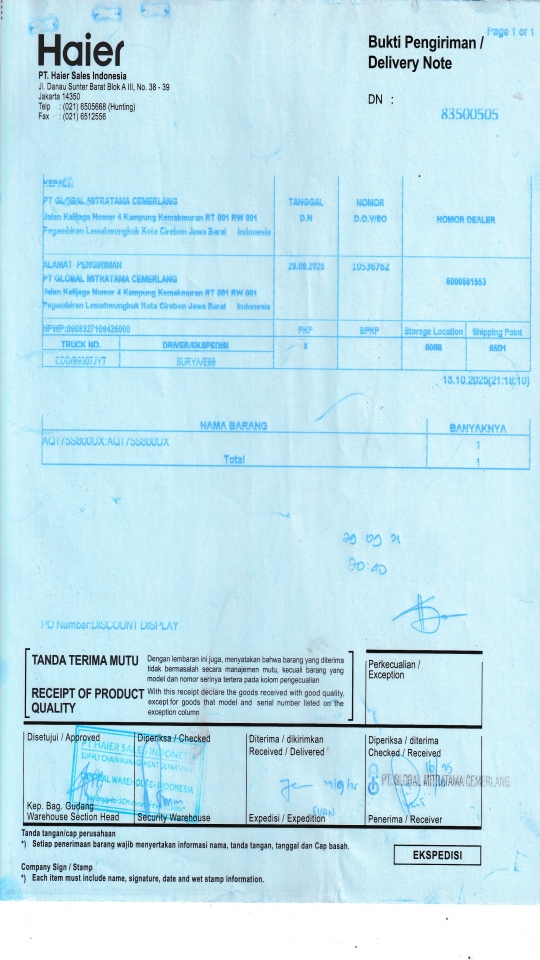 Page 1 of 1
Haier
Bukti Pengiriman /
Delivery Note
PT. Haier Sales Indonesia
Jl. Danau Sunter Barat Blok A III, No. 38 - 39
Jakarta 14350
Telp : (021) 6505668 (Hunting)
Fax : (021) 6512556
DN :
83500505
KEPADA
PT GLOBAL MITRATAMA CEMERLANG
Jalan Kalijaga Nomor 4 Kampung Kemakmuran RT 001 RW 001
Pegambiran Lemahwungkuk Kota Cirebon Jawa Barat Indonesia
TANGGAL
D.N
NOMOR
D.O.Y/SO
NOMOR DEALER
ALAMAT PENGIRIMAN
PT GLOBAL MITRATAMA CEMERLANG
Jalan Kalijaga Nomor 4 Kampung Kemakmuran RT 001 RW 001
Pegambiran Lemahwungkuk Kota Cirebon Jawa Barat Indonesia
29.09.2025
10536762
PKP
BPKP
Storege Location
Shipping Point
TRUCK NO.
DRIVER/EKSPEDISI
X
15.10.2025(21:18:10)
NAMA BARANG
BANYAKNYA
AQT75S800UX:AQT75S800UX
1
Total
1
20:40
PO Number:DISCOUNT DISPLAY
TANDA TERIMA MUTU
Dengan lembaran ini juga, menyatakan bahwa barang yang diterima
tidak bermasalah secara manajemen mutu, kecuali barang yang
model dan nomor serinya tertera pada kolom pengecualian
RECEIPT OF PRODUCT
QUALITY
With this receipt declare the goods received with good quality,
except for goods that model and serial number listed on the
exception column
Perkecualian /
Exception
Disetujui / Approved
Diperiksa / Checked
Diterima / dikirimkan
Received / Delivered
Diperiksa / diterima
Checked / Received
PT HAIER SALES INDONESIA
SUPPLY CHAIN MANAGEMENT DEPARTMENT
PT. GLOBAL MITRATAMA CEMERLANG
Kep. Bag. Gudang
Warehouse Section Head
Security Warehouse
Expedisi / Expedition
Penerima / Receiver
Tanda tangan/cap perusahaan
*) Setiap penerimaan barang wajib menyertakan informasi nama, tanda tangan, tanggal dan Cap basah.
EKSPEDISI
Company Sign / Stamp
*) Each item must include name, signature, date and wet stamp information.